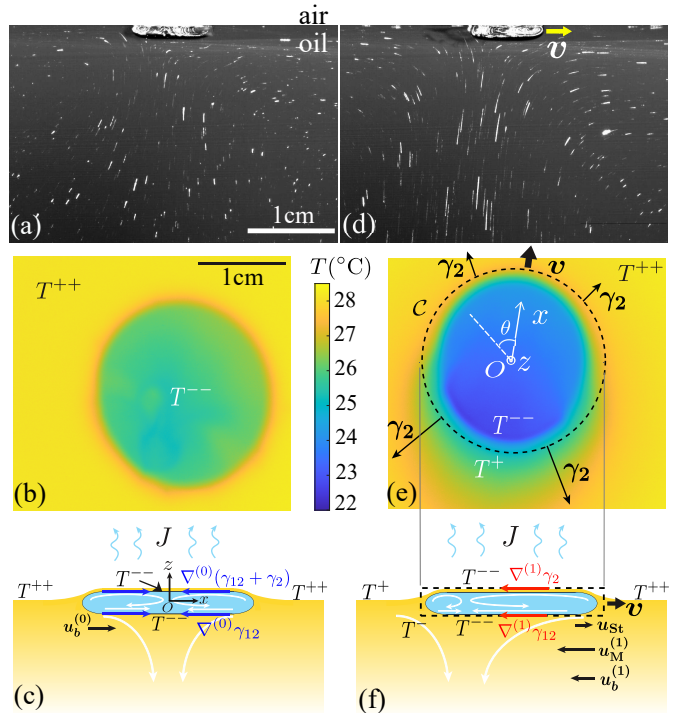 air
oil
v
(a)
1cm
(d)
1cm
T⁺⁺
T⁻⁻
(b)
T(°C)
28
27
26
25
24
23
22
γ₂
v
T⁺⁺
γ₂
C
θ
x
O
z
T⁻⁻
γ₂
T⁺
γ₂
(e)
J
T⁻⁻
z
∇⁽⁰⁾(γ₁₂ + γ₂)
T⁺⁺
T⁺⁺
O
x
T⁻⁻
∇⁽⁰⁾γ₁₂
u_b⁽⁰⁾
(c)
J
T⁻⁻
∇⁽¹⁾γ₂
T⁺
T⁺⁺
v
T⁻
T⁻⁻
∇⁽¹⁾γ₁₂
u_St
u_M⁽¹⁾
u_b⁽¹⁾
(f)